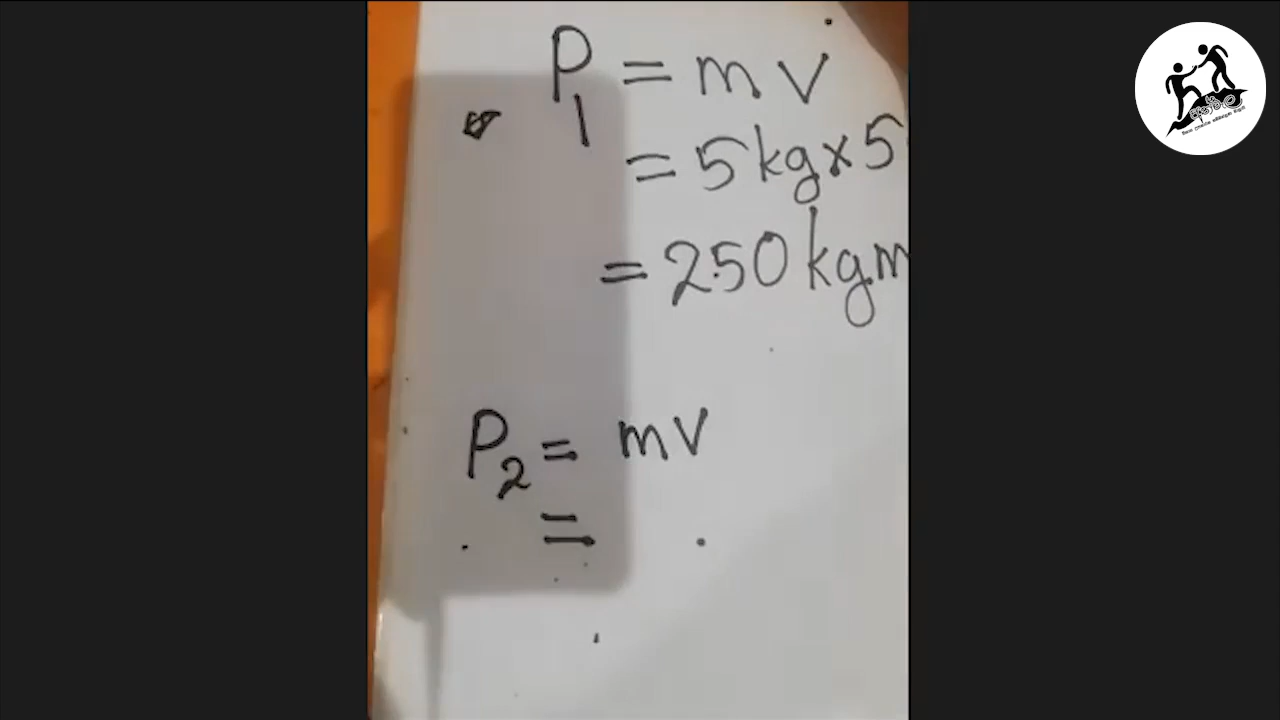 P₁ = mv
= 5kg×5
= 250 kgm
P₂ = mv
=